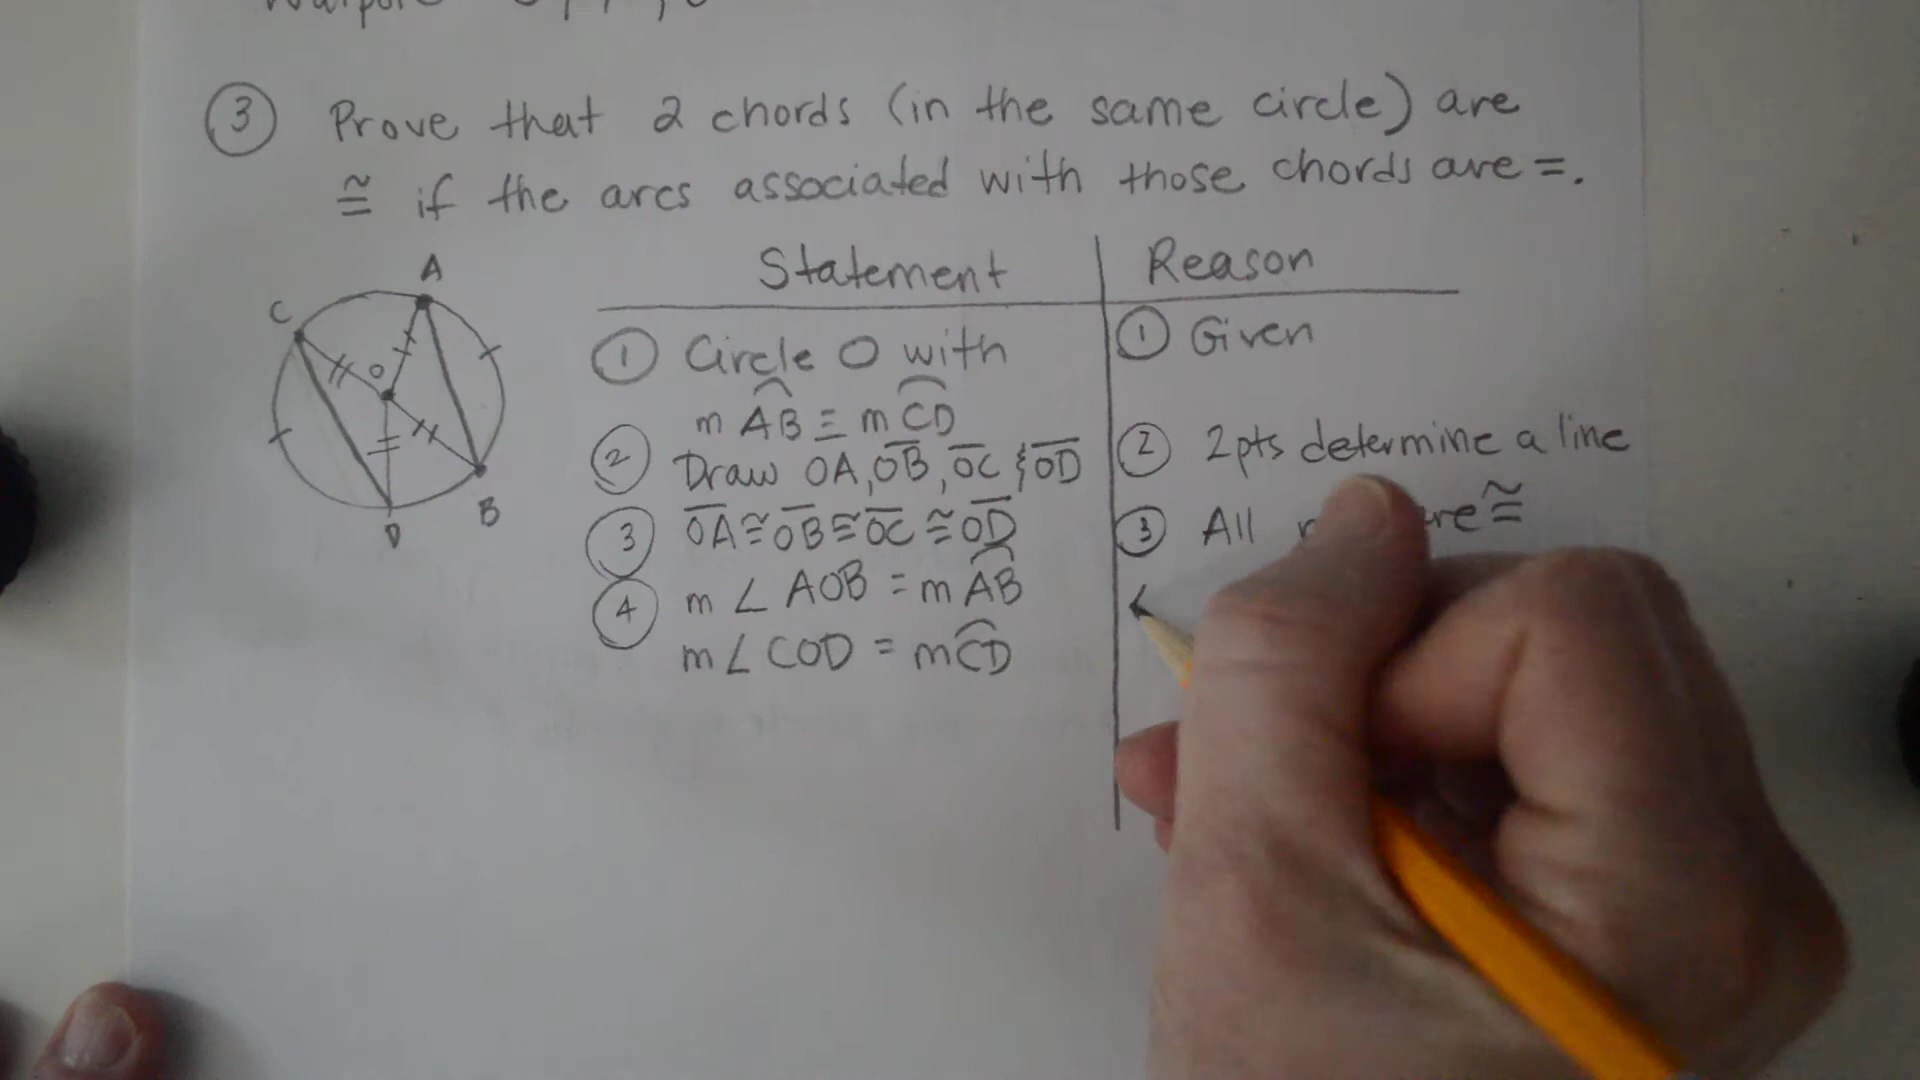 ③ Prove that 2 chords (in the same circle) are
≅ if the arcs associated with those chords are =.
Statement | Reason
① Circle O with
m AB ≡ m CD
② Draw OA, OB, OC & OD
③ OA ≅ OB ≅ OC ≅ OD
④ m ∠ AOB = m AB
m ∠ COD = m CD
① Given
② 2pts determine a line
③ All are ≅
A
C
O
D
B